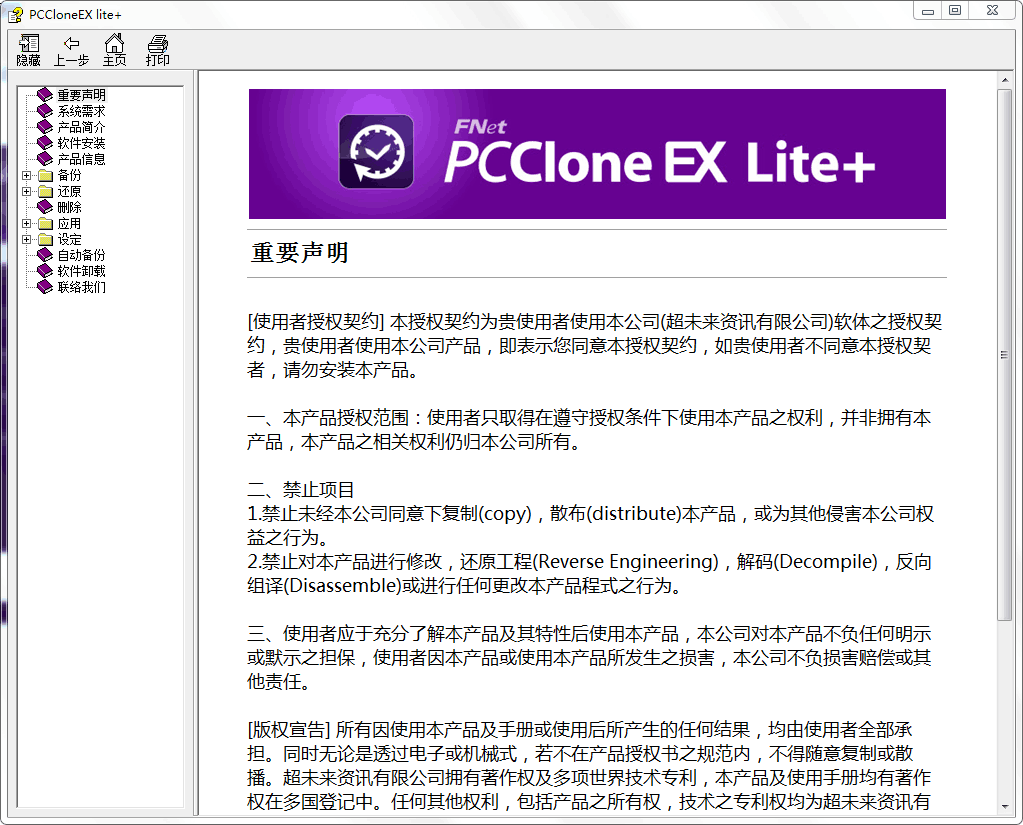 PCCloneEX lite+
隐藏 上一步 主页 打印
重要声明
系统需求
产品简介
软件安装
产品信息
备份
还原
删除
应用
设定
自动备份
软件卸载
联络我们
FNet
PCClone EX Lite+
重要声明
[使用者授权契约] 本授权契约为贵使用者使用本公司(超未来资讯有限公司)软体之授权契
约，贵使用者使用本公司产品，即表示您同意本授权契约，如贵使用者不同意本授权契
者，请勿安装本产品。
一、本产品授权范围：使用者只取得在遵守授权条件下使用本产品之权利，并非拥有本
产品，本产品之相关权利仍归本公司所有。
二、禁止项目
1.禁止未经本公司同意下复制(copy)，散布(distribute)本产品，或为其他侵害本公司权
益之行为。
2.禁止对本产品进行修改，还原工程(Reverse Engineering)，解码(Decompile)，反向
组译(Disassemble)或进行任何更改本产品程式之行为。
三、使用者应于充分了解本产品及其特性后使用本产品，本公司对本产品不负任何明示
或默示之担保，使用者因本产品或使用本产品所发生之损害，本公司不负损害赔偿或其
他责任。
[版权宣告] 所有因使用本产品及手册或使用后所产生的任何结果，均由使用者全部承
担。同时无论是透过电子或机械式，若不在产品授权书之规范内，不得随意复制或散
播。超未来资讯有限公司拥有著作权及多项世界技术专利，本产品及使用手册均有著作
权在多国登记中。任何其他权利，包括产品之所有权，技术之专利权均为超未来资讯有